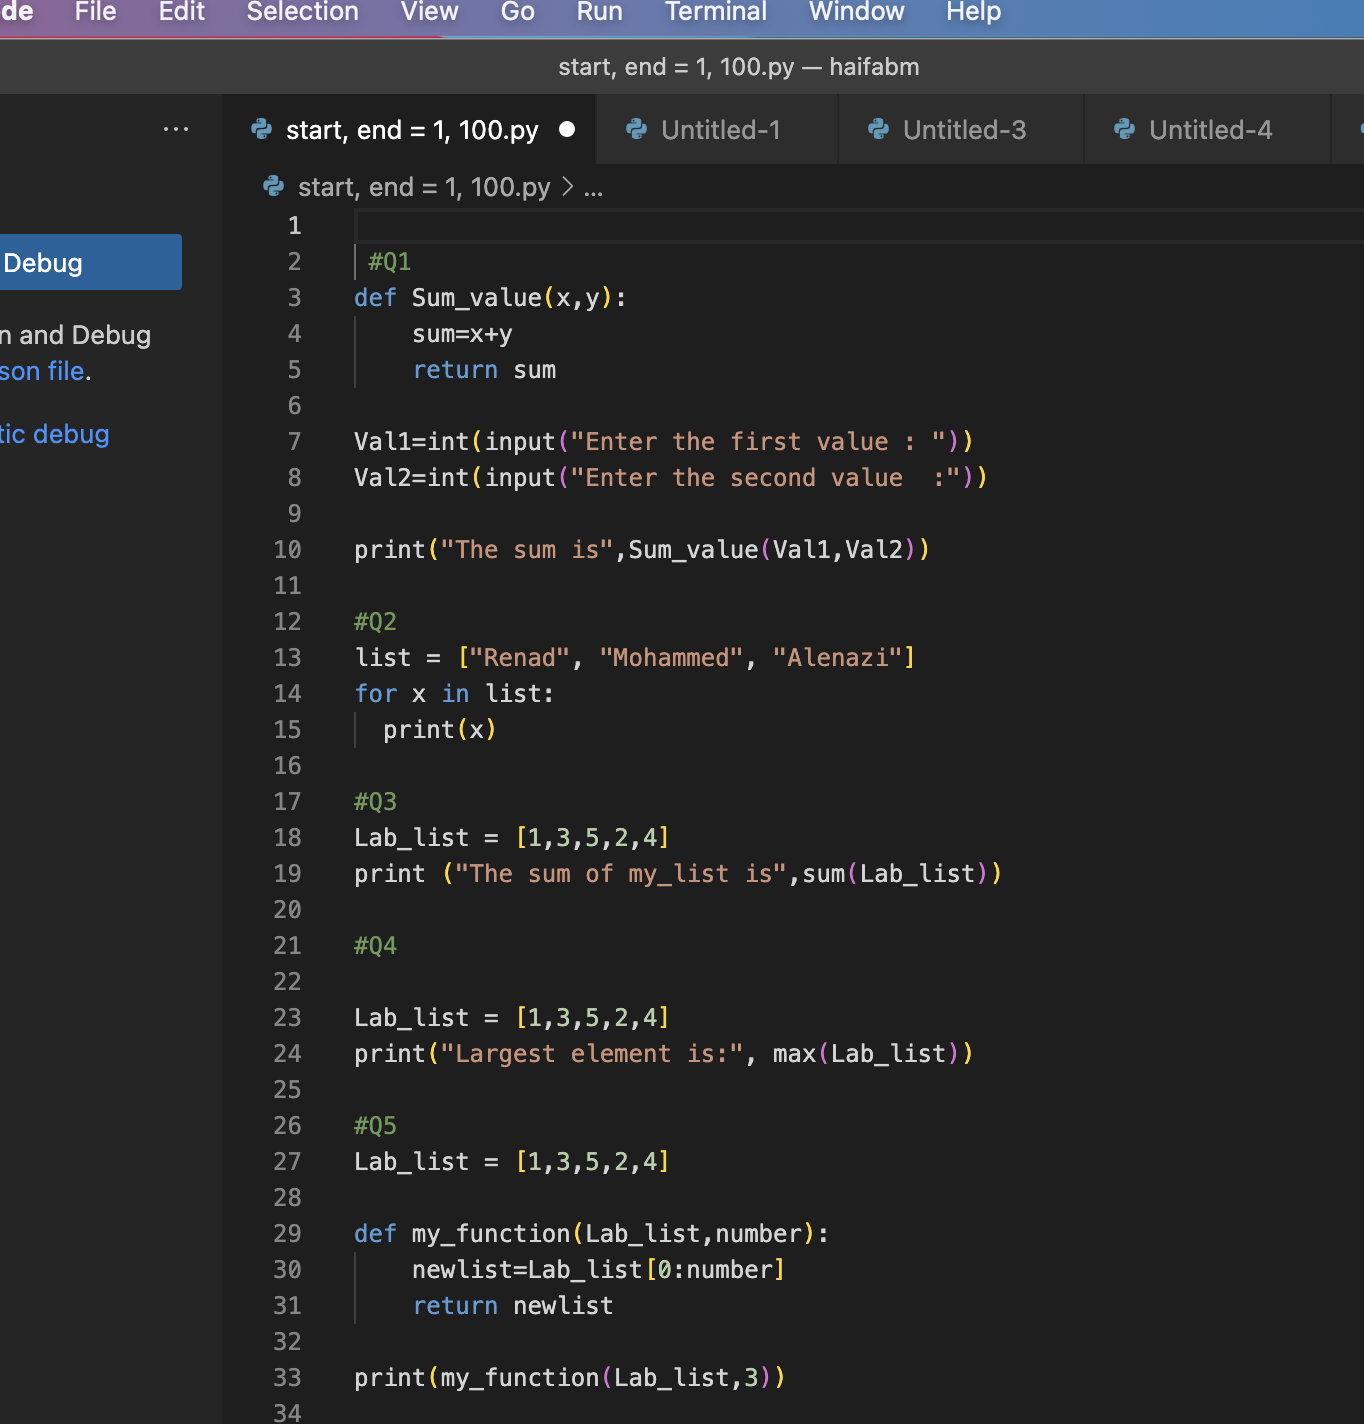 de File Edit Selection View Go Run Terminal Window Help
start, end = 1, 100.py — haifabm
... start, end = 1, 100.py ● Untitled-1 Untitled-3 Untitled-4
start, end = 1, 100.py > ...
Debug
n and Debug
son file.
tic debug
1
2 #Q1
3 def Sum_value(x,y):
4     sum=x+y
5     return sum
6
7 Val1=int(input("Enter the first value : "))
8 Val2=int(input("Enter the second value  :"))
9
10 print("The sum is",Sum_value(Val1,Val2))
11
12 #Q2
13 list = ["Renad", "Mohammed", "Alenazi"]
14 for x in list:
15   print(x)
16
17 #Q3
18 Lab_list = [1,3,5,2,4]
19 print ("The sum of my_list is",sum(Lab_list))
20
21 #Q4
22
23 Lab_list = [1,3,5,2,4]
24 print("Largest element is:", max(Lab_list))
25
26 #Q5
27 Lab_list = [1,3,5,2,4]
28
29 def my_function(Lab_list,number):
30     newlist=Lab_list[0:number]
31     return newlist
32
33 print(my_function(Lab_list,3))
34